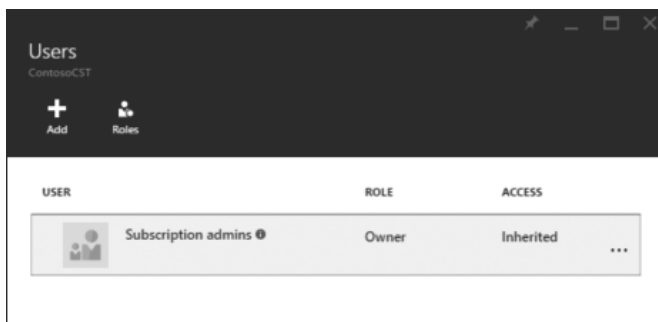 Users
ContosoCST
Add Roles
USER ROLE ACCESS
Subscription admins Owner Inherited ...